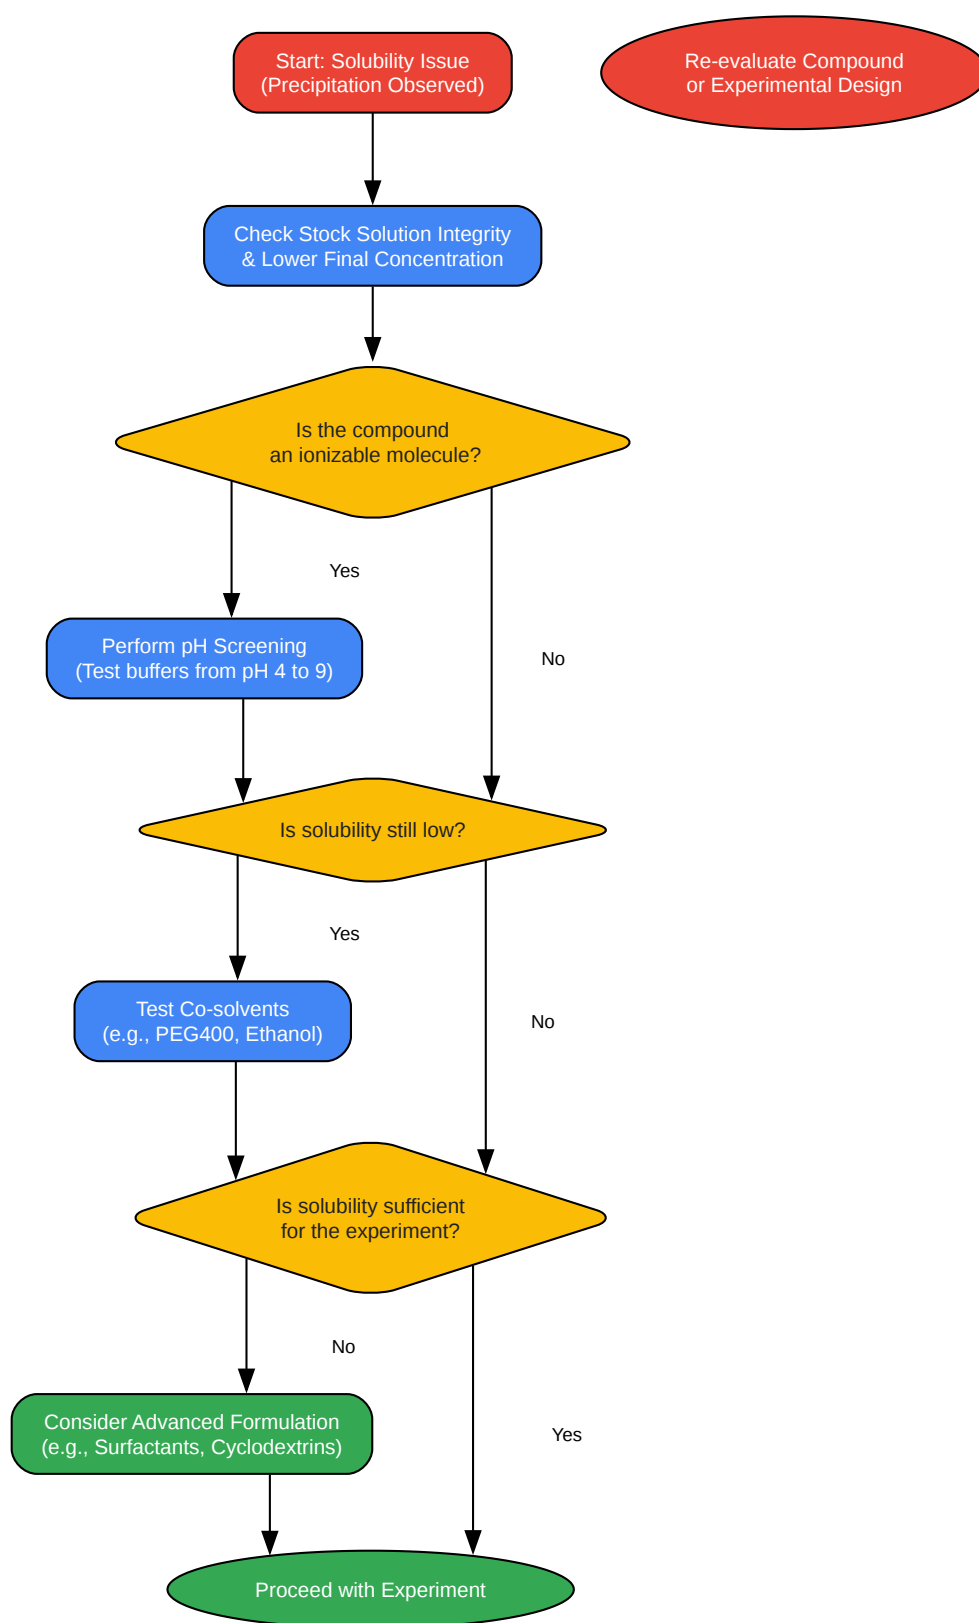 Start: Solubility Issue
(Precipitation Observed)
Re-evaluate Compound
or Experimental Design
Check Stock Solution Integrity
& Lower Final Concentration
Is the compound
an ionizable molecule?
Yes
Perform pH Screening
(Test buffers from pH 4 to 9)
No
Is solubility still low?
Yes
Test Co-solvents
(e.g., PEG400, Ethanol)
No
Is solubility sufficient
for the experiment?
No
Consider Advanced Formulation
(e.g., Surfactants, Cyclodextrins)
Yes
Proceed with Experiment